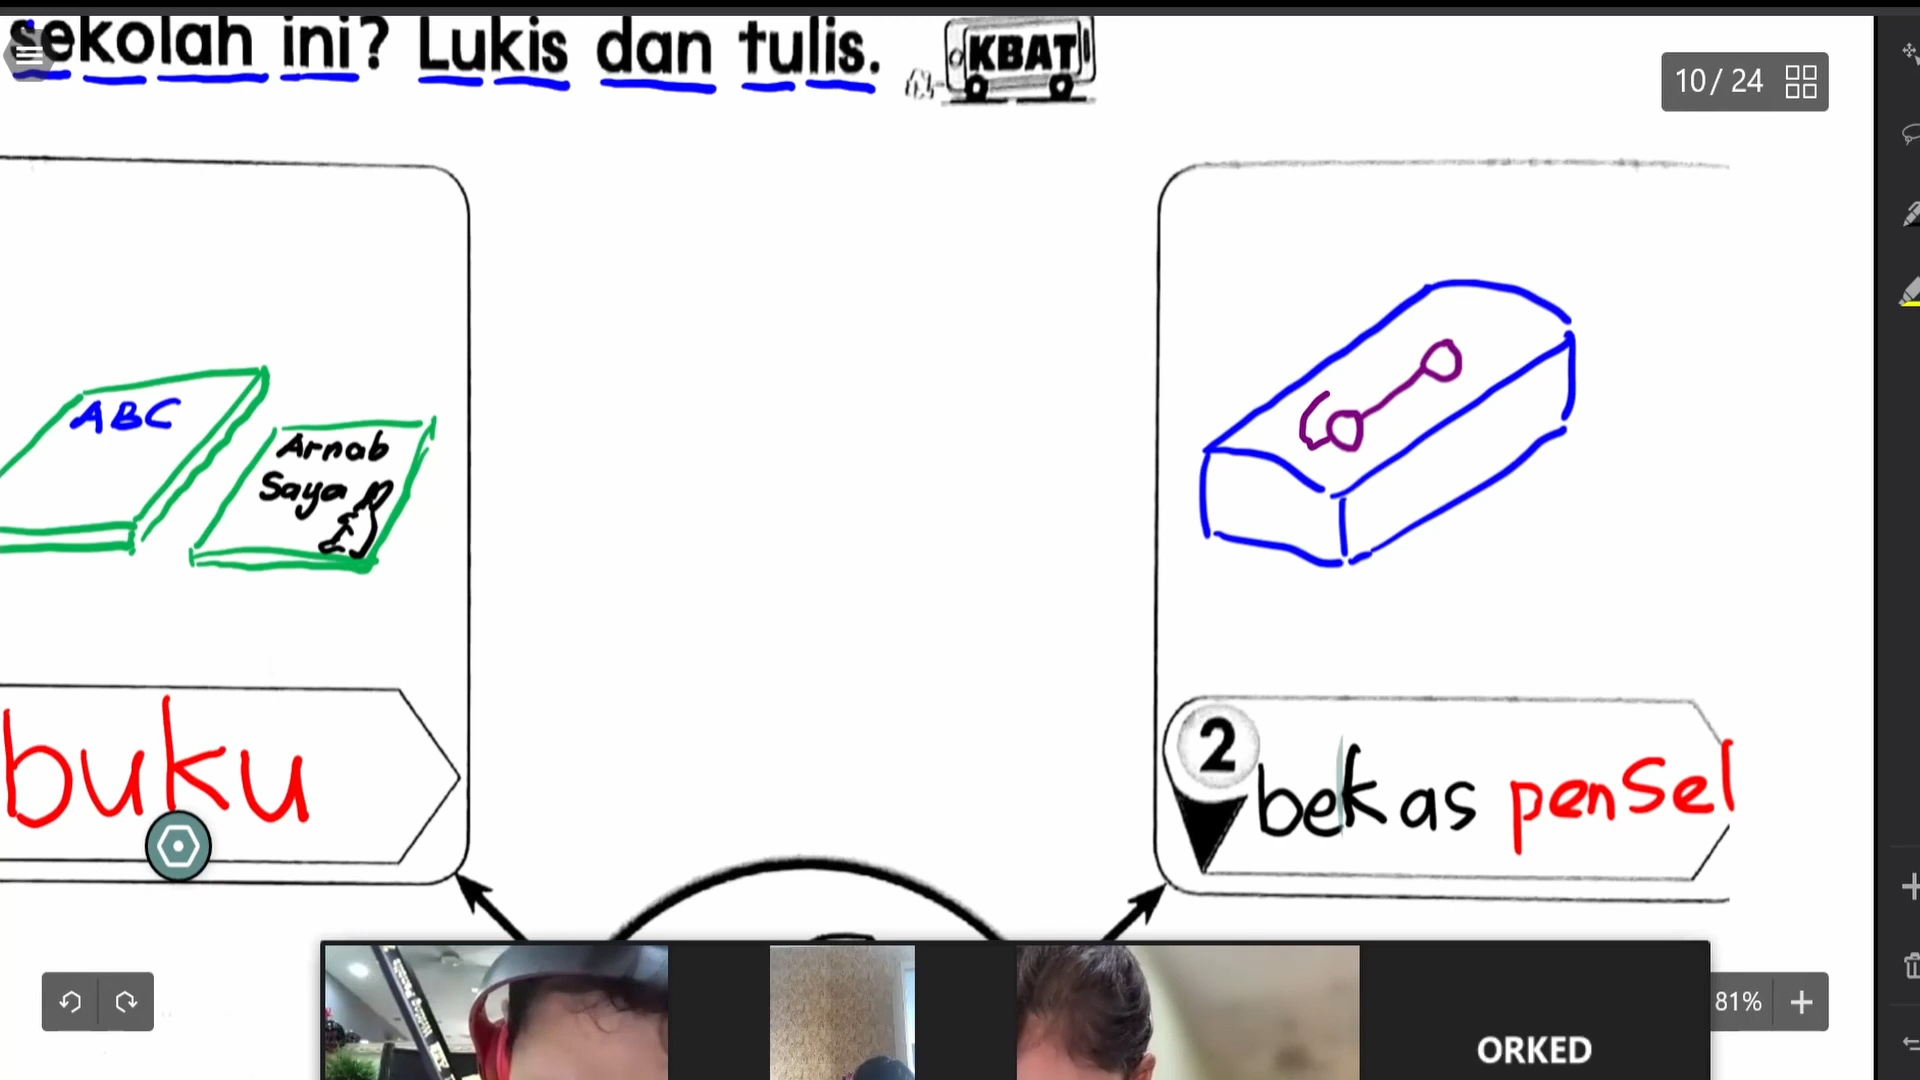 sekolah ini? Lukis dan tulis.
KBAT
10 / 24
ABC
Arnab
Saya
buku
2
bekas pensel
81%
ORKED